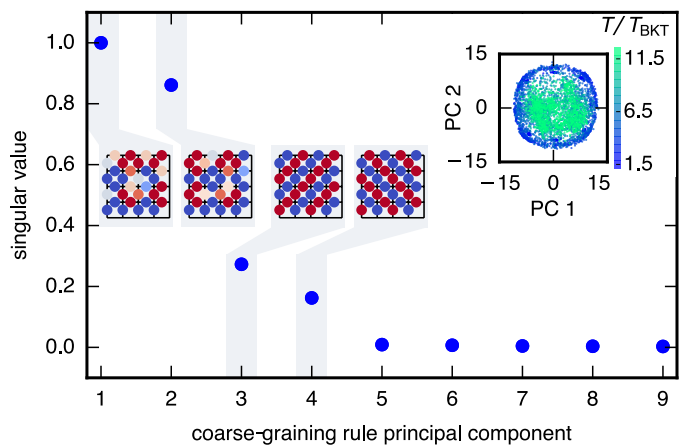 T/T_BKT
1.0
0.8
0.6
0.4
0.2
0.0
singular value
15
0
−15
PC 2
−15 0 15
PC 1
11.5
6.5
1.5
1 2 3 4 5 6 7 8 9
coarse-graining rule principal component